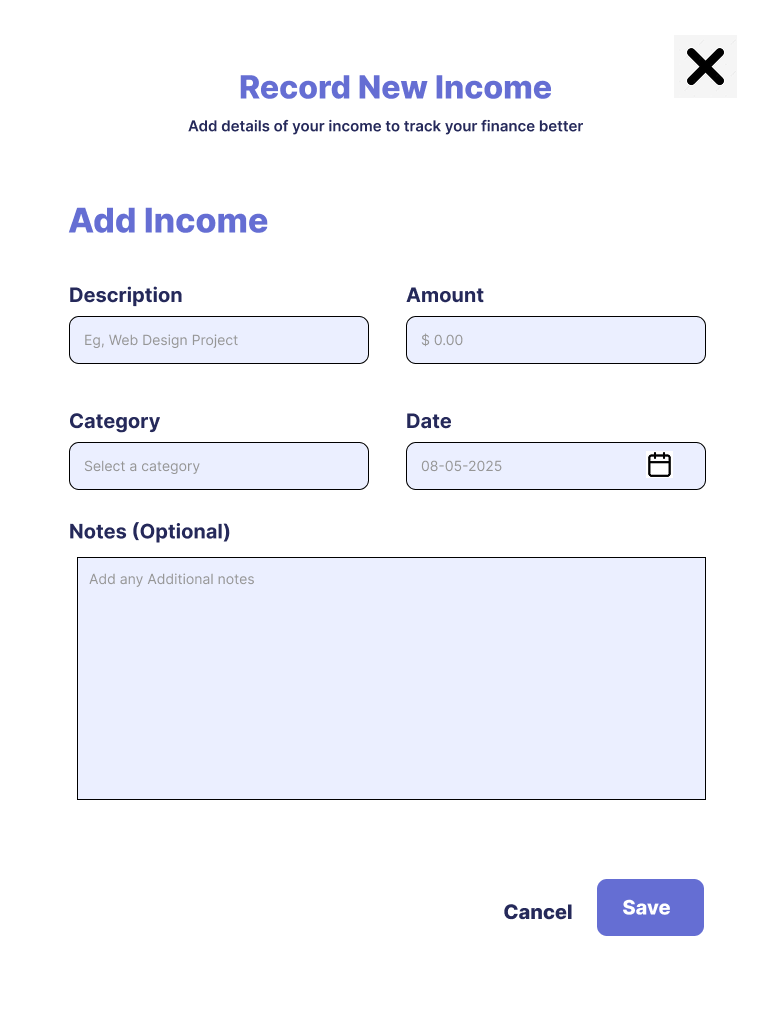 Record New Income
Add details of your income to track your finance better
Add Income
Description
Amount
Eg, Web Design Project
$ 0.00
Category
Date
Select a category
08-05-2025
Notes (Optional)
Add any Additional notes
Cancel
Save